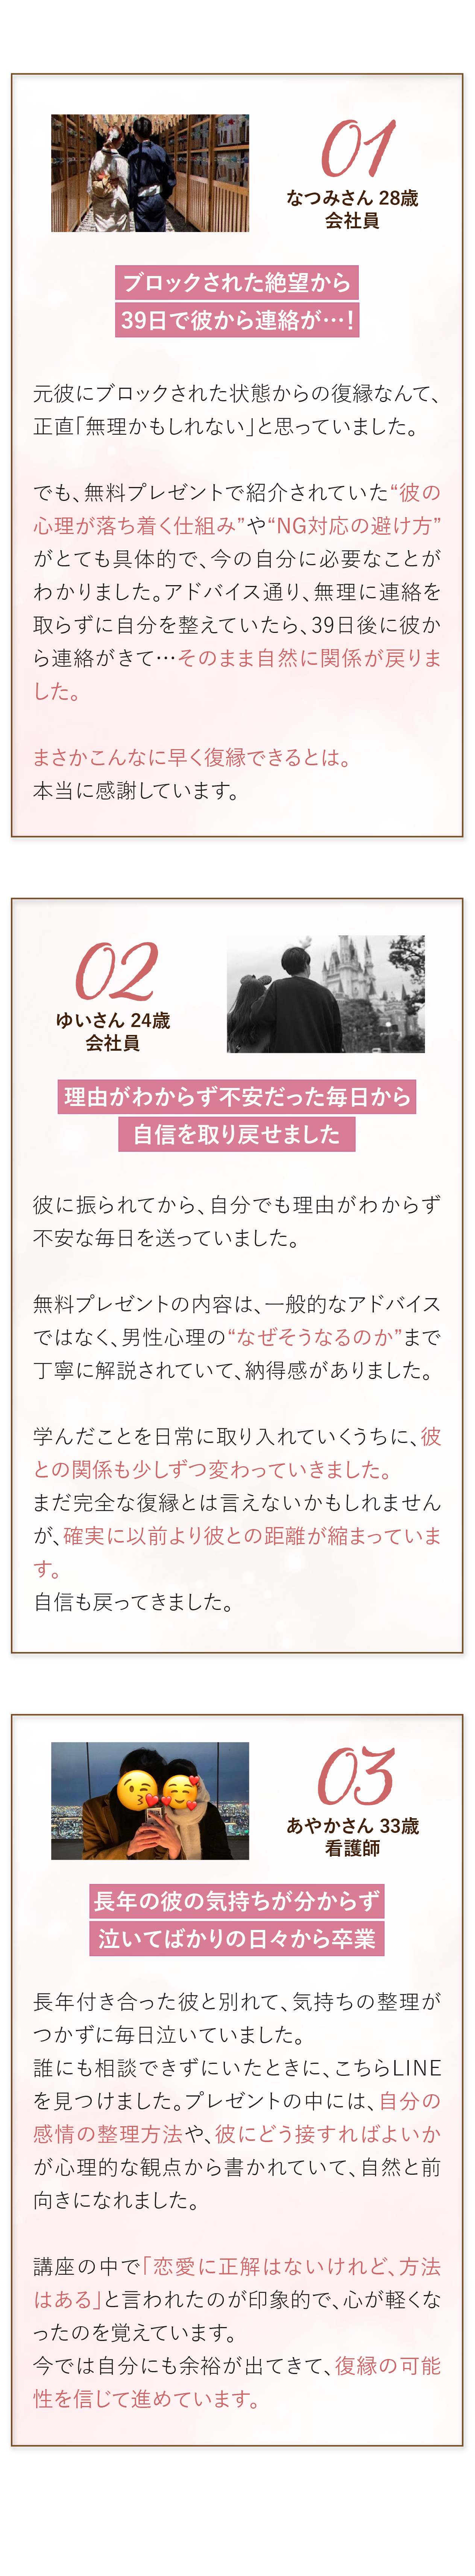 01
なつみさん 28歳
会社員
ブロックされた絶望から
39日で彼から連絡が…！
元彼にブロックされた状態からの復縁なんて、
正直「無理かもしれない」と思っていました。
でも、無料プレゼントで紹介されていた“彼の
心理が落ち着く仕組み”や“NG対応の避け方”
がとても具体的で、今の自分に必要なことが
わかりました。アドバイス通り、無理に連絡を
取らずに自分を整えていたら、39日後に彼か
ら連絡がきて…そのまま自然に関係が戻りま
した。
まさかこんなに早く復縁できるとは。
本当に感謝しています。
02
ゆいさん 24歳
会社員
理由がわからず不安だった毎日から
自信を取り戻せました
彼に振られてから、自分でも理由がわからず
不安な毎日を送っていました。
無料プレゼントの内容は、一般的なアドバイス
ではなく、男性心理の“なぜそうなるのか”まで
丁寧に解説されていて、納得感がありました。
学んだことを日常に取り入れていくうちに、彼
との関係も少しずつ変わっていきました。
まだ完全な復縁とは言えないかもしれません
が、確実に以前より彼との距離が縮まっていま
す。
自信も戻ってきました。
03
あやかさん 33歳
看護師
長年の彼の気持ちが分からず
泣いてばかりの日々から卒業
長年付き合った彼と別れて、気持ちの整理が
つかずに毎日泣いていました。
誰にも相談できずにいたときに、こちらLINE
を見つけました。プレゼントの中には、自分の
感情の整理方法や、彼にどう接すればよいか
が心理的な観点から書かれていて、自然と前
向きになれました。
講座の中で「恋愛に正解はないけれど、方法
はある」と言われたのが印象的で、心が軽くな
ったのを覚えています。
今では自分にも余裕が出てきて、復縁の可能
性を信じて進めています。